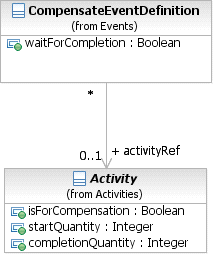 CompensateEventDefinition
(from Events)
waitForCompletion : Boolean
*
0..1
+ activityRef
Activity
(from Activities)
isForCompensation : Boolean
startQuantity : Integer
completionQuantity : Integer